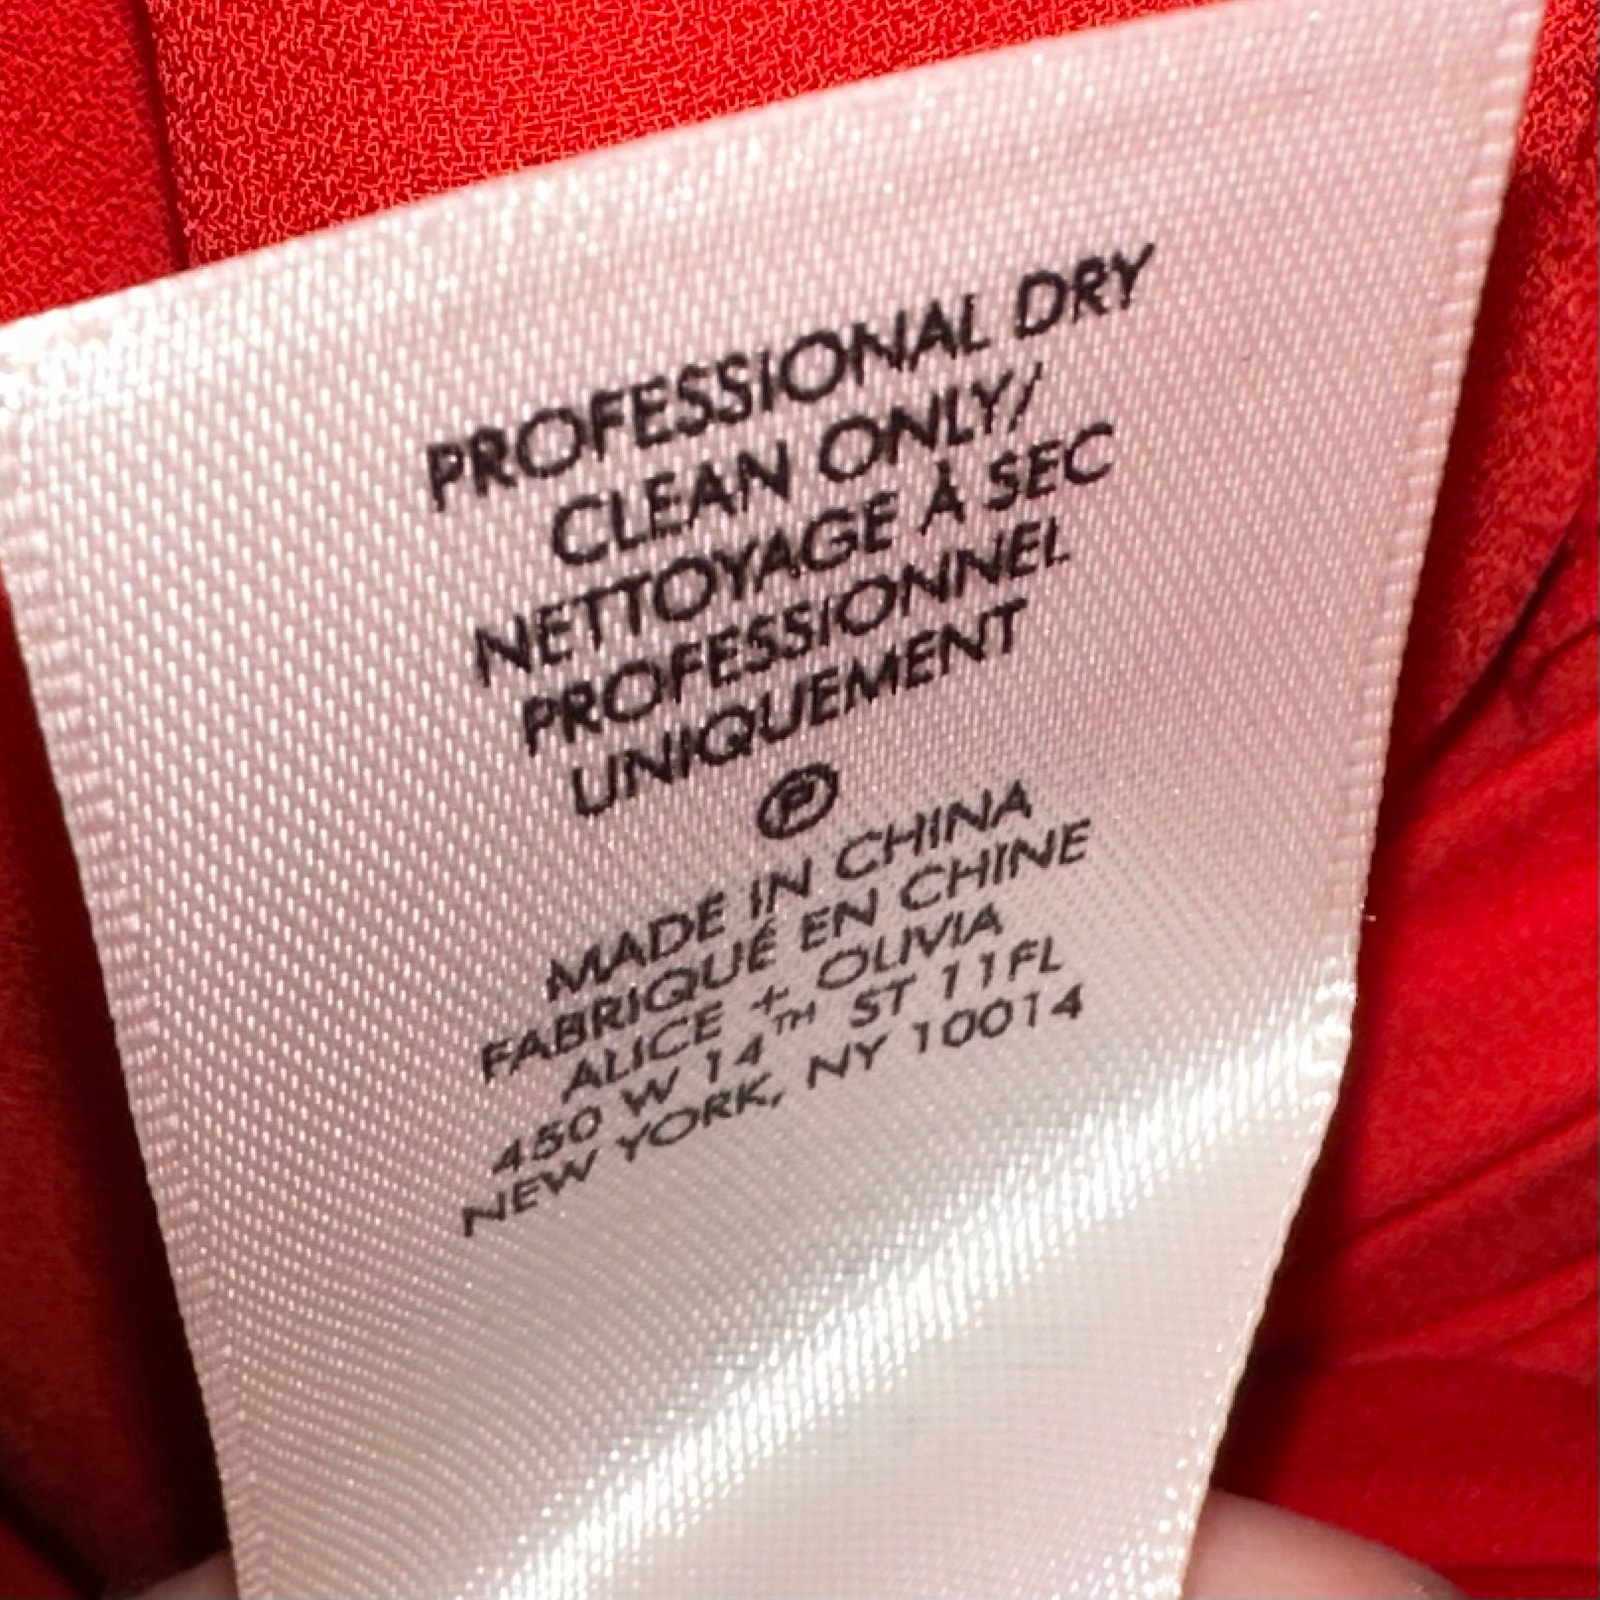 PROFESSIONAL DRY
CLEAN ONLY/
NETTOYAGE À SEC
PROFESSIONNEL
UNIQUEMENT
Ⓟ
MADE IN CHINA
FABRIQUÉ EN CHINE
ALICE + OLIVIA
450 W 14TH ST 11FL
NEW YORK, NY 10014